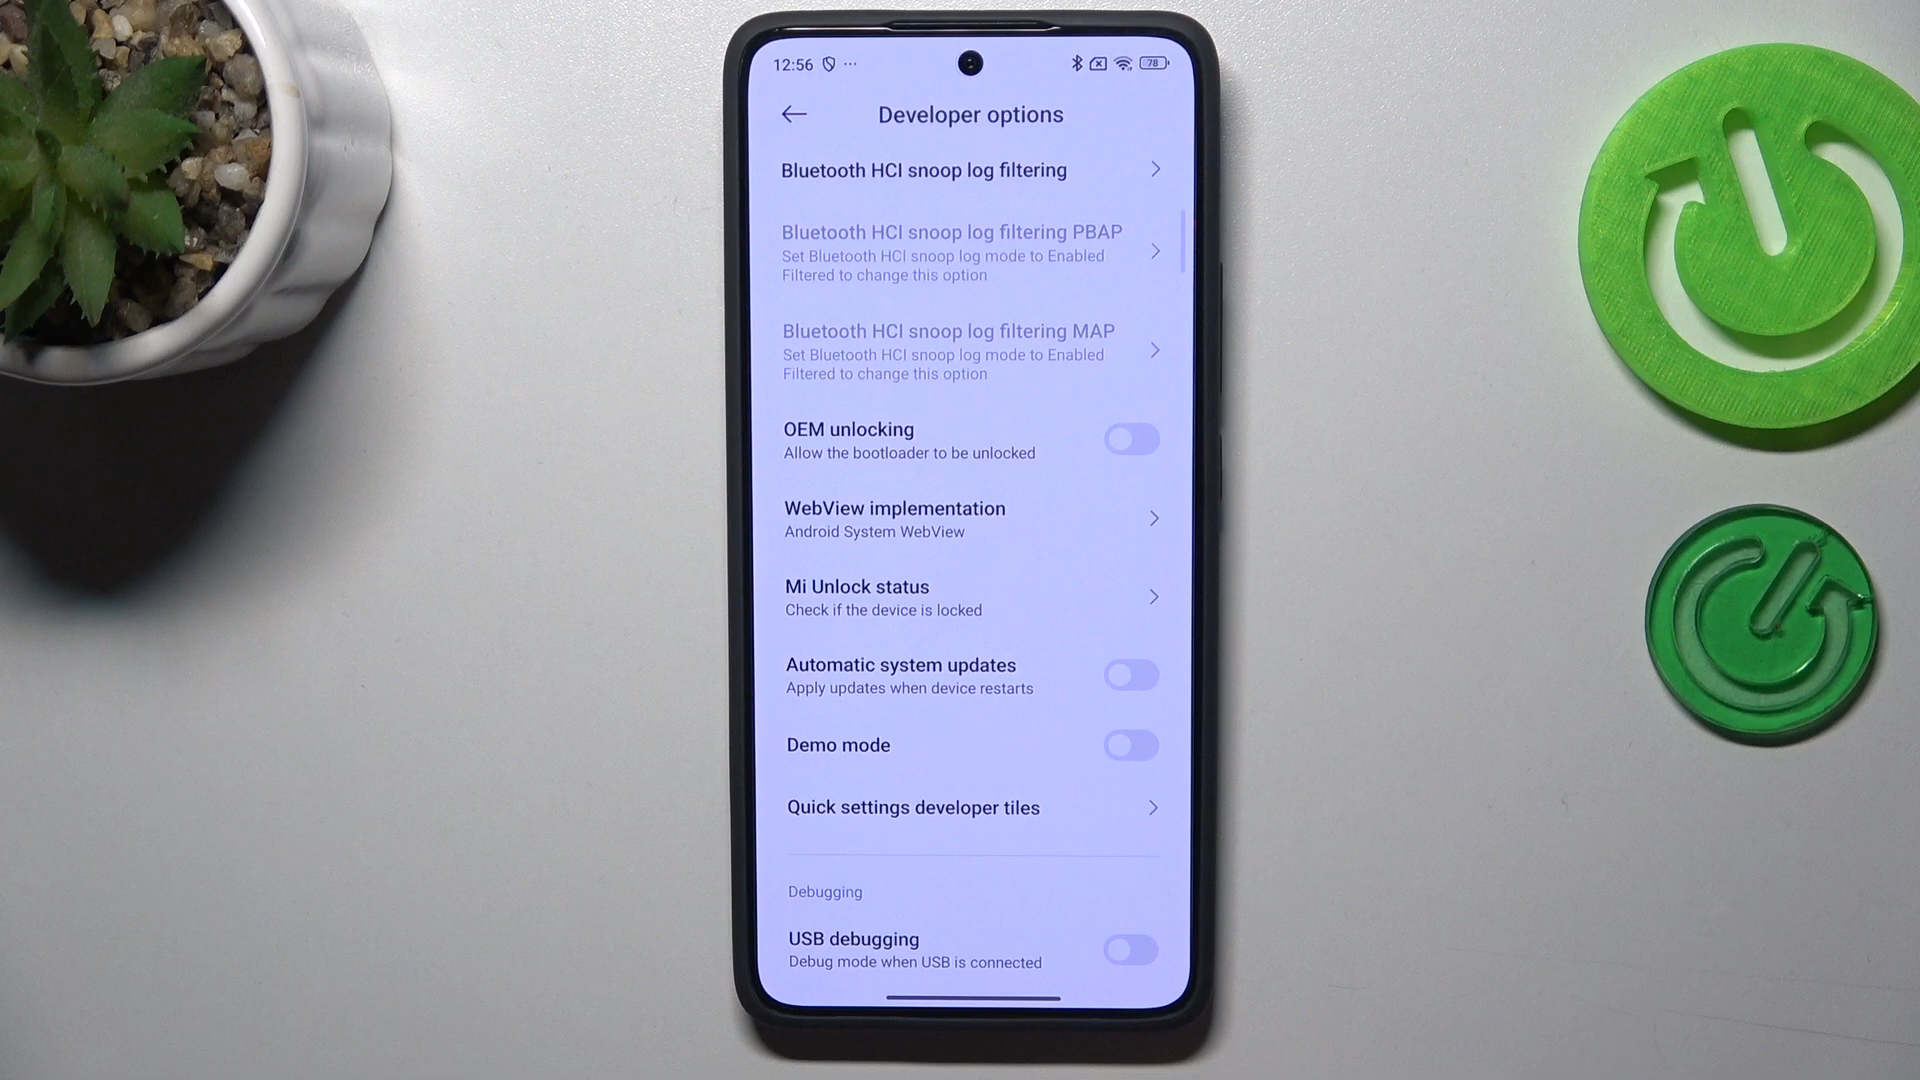 12:56 ...
78
Developer options
Bluetooth HCI snoop log filtering
Bluetooth HCI snoop log filtering PBAP
Set Bluetooth HCI snoop log mode to Enabled
Filtered to change this option
Bluetooth HCI snoop log filtering MAP
Set Bluetooth HCI snoop log mode to Enabled
Filtered to change this option
OEM unlocking
Allow the bootloader to be unlocked
WebView implementation
Android System WebView
Mi Unlock status
Check if the device is locked
Automatic system updates
Apply updates when device restarts
Demo mode
Quick settings developer tiles
Debugging
USB debugging
Debug mode when USB is connected